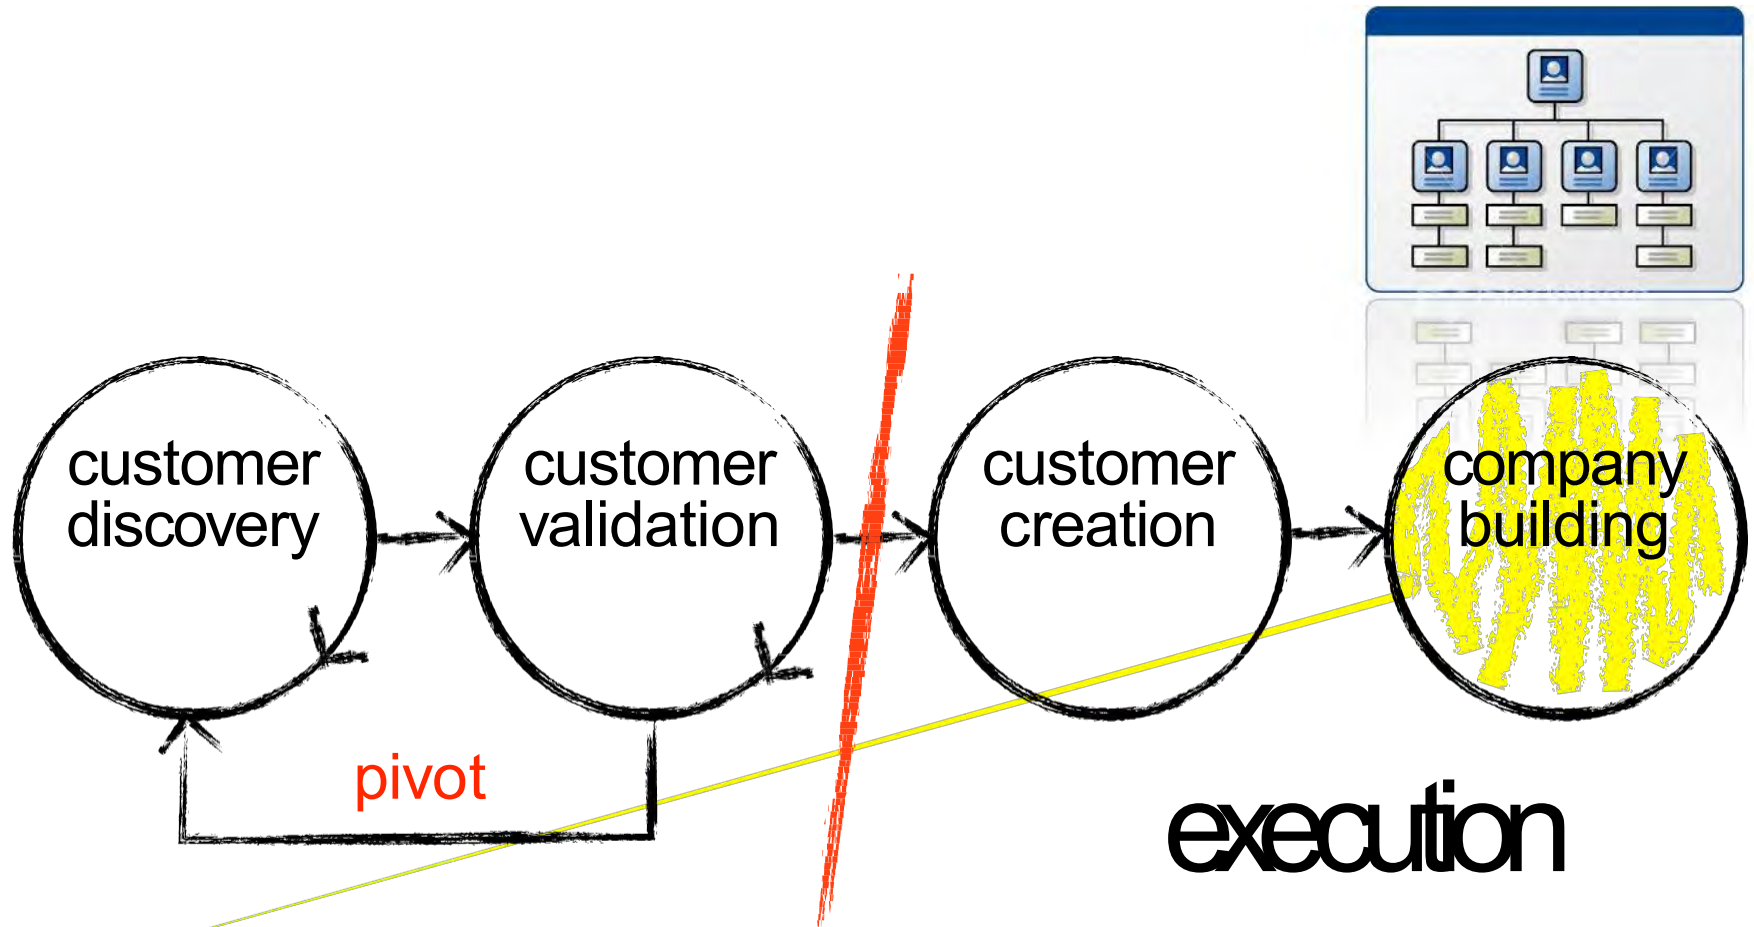 customer
discovery
customer
validation
customer
creation
company
building
pivot
execution